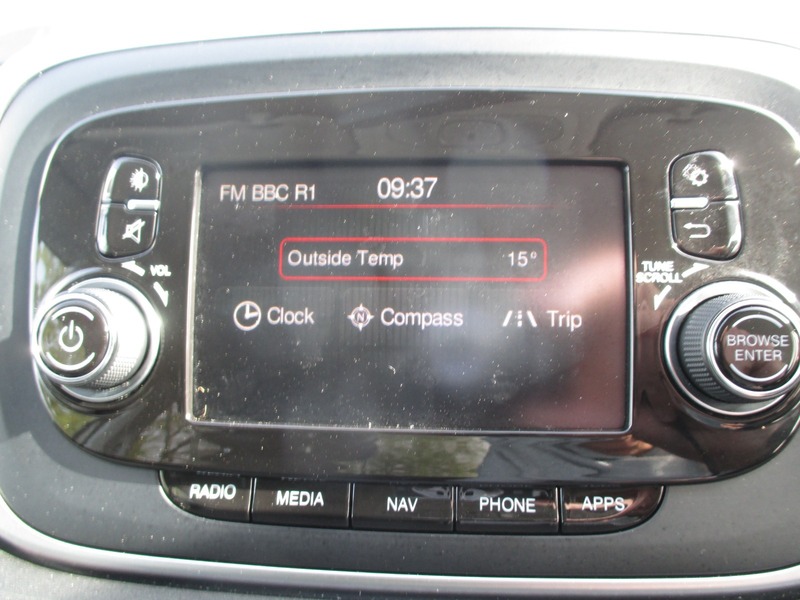 FM BBC R1 09:37
Outside Temp 15°
Clock N Compass Trip
VOL
TUNE
SCROLL
BROWSE
ENTER
RADIO MEDIA NAV PHONE APPS